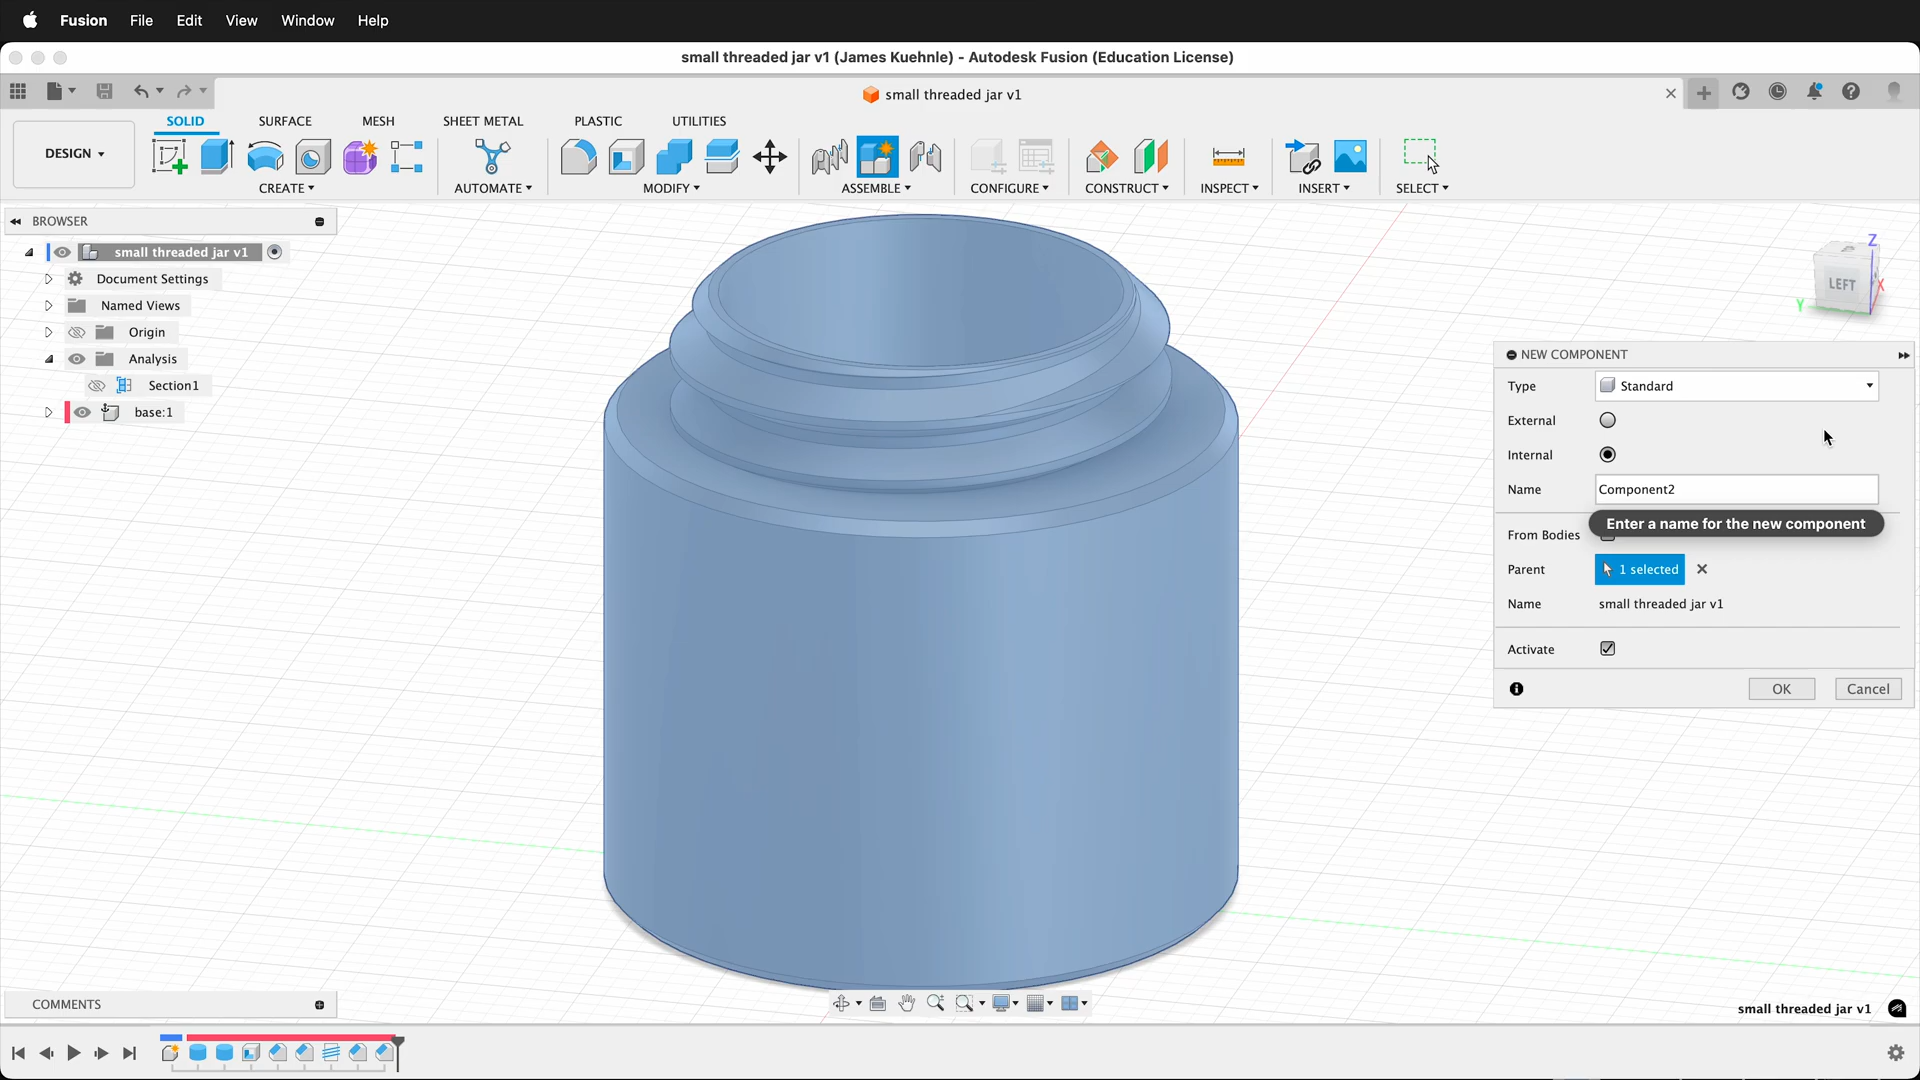 Fusion File Edit View Window Help
small threaded jar v1 (James Kuehnle) - Autodesk Fusion (Education License)
small threaded jar v1
SOLID SURFACE MESH SHEET METAL PLASTIC UTILITIES
DESIGN
CREATE AUTOMATE MODIFY ASSEMBLE CONFIGURE CONSTRUCT INSPECT INSERT SELECT
BROWSER
small threaded jar v1
Document Settings
Named Views
Origin
Analysis
Section1
base:1
Z
LEFT
X
Y
NEW COMPONENT
Type Standard
External
Internal
Name Component2
Enter a name for the new component
From Bodies
Parent 1 selected
Name small threaded jar v1
Activate
OK Cancel
COMMENTS
small threaded jar v1